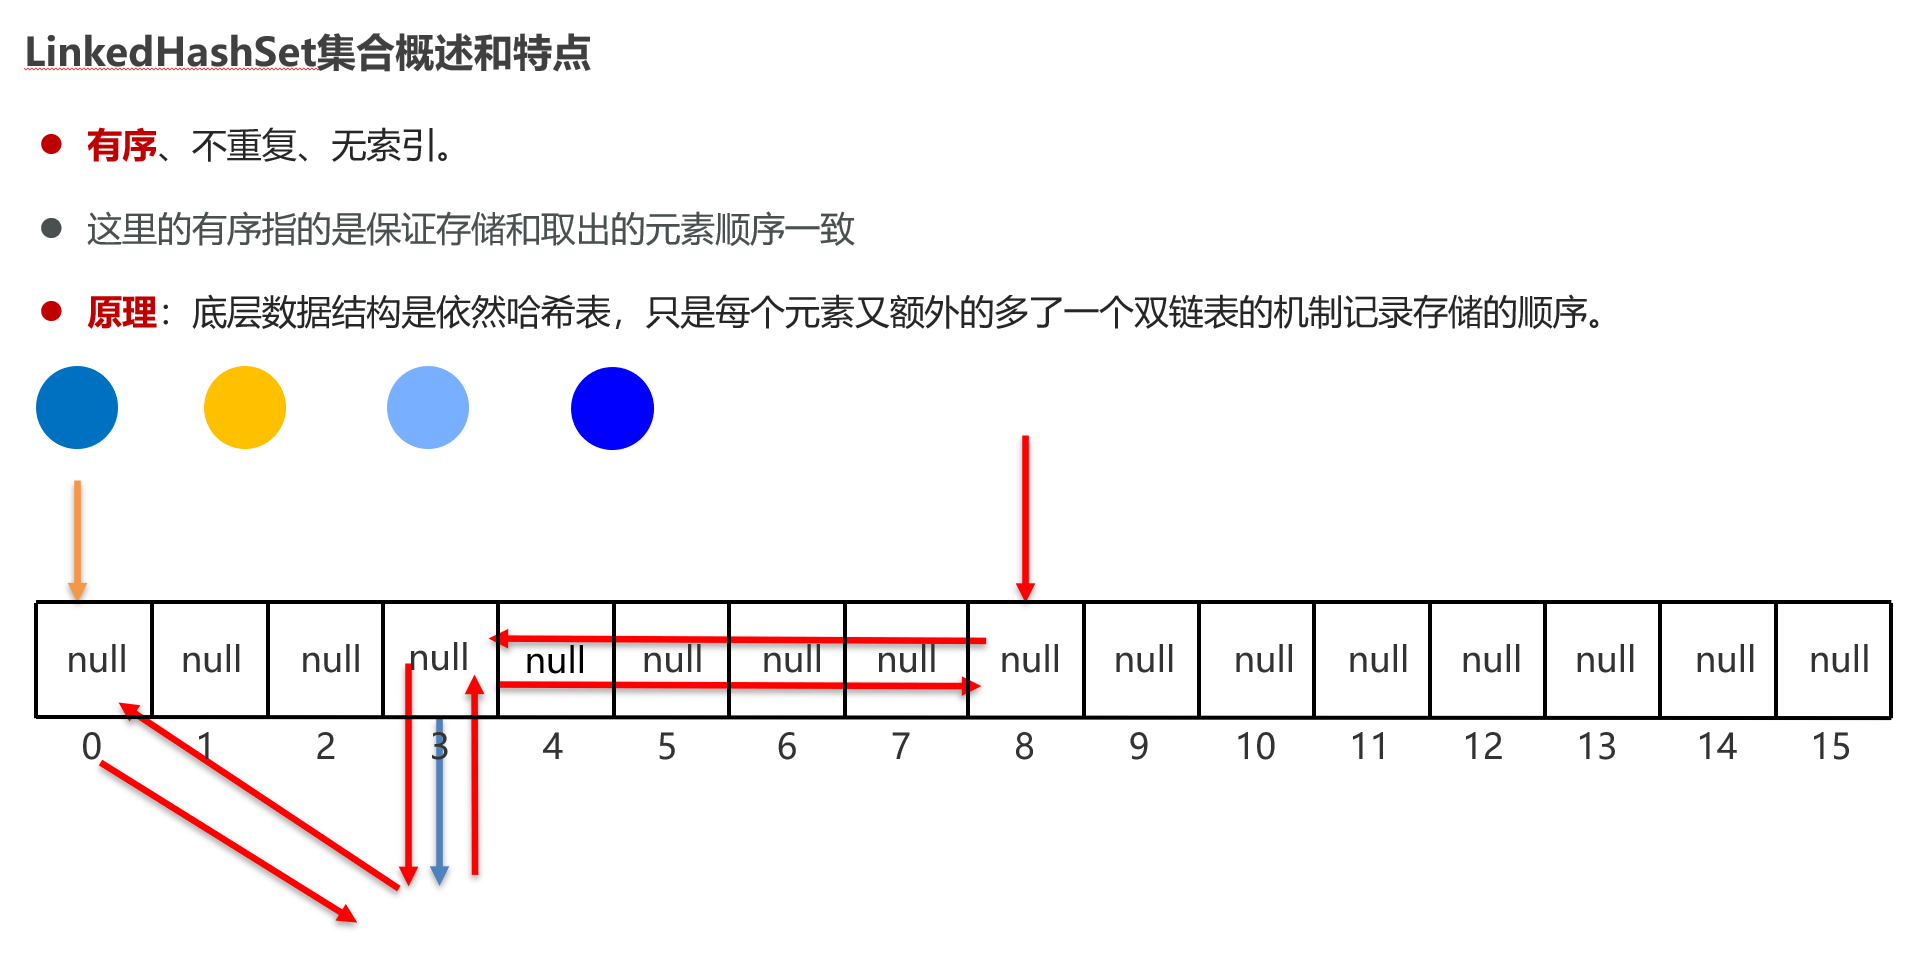 LinkedHashSet集合概述和特点
有序、不重复、无索引。
这里的有序指的是保证存储和取出的元素顺序一致
原理：底层数据结构是依然哈希表，只是每个元素又额外的多了一个双链表的机制记录存储的顺序。
null null null null null null null null null null null null null null null null
0 1 2 3 4 5 6 7 8 9 10 11 12 13 14 15